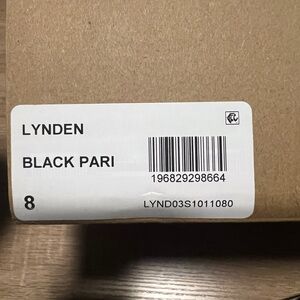 LYNDEN
BLACK PARI
196829298664
8
LYND03S1011080